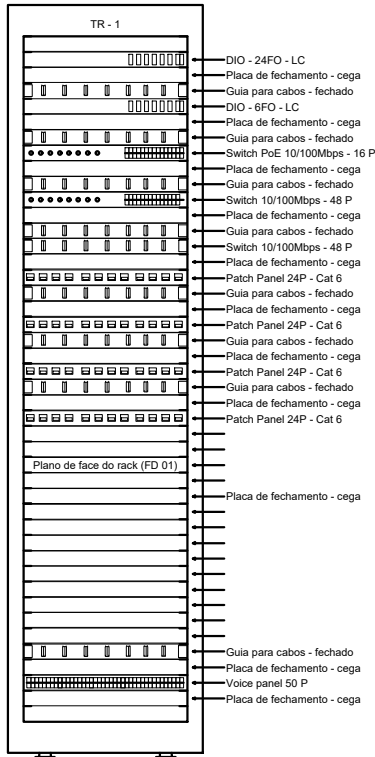 TR - 1
DIO - 24FO - LC
Placa de fechamento - cega
Guia para cabos - fechado
DIO - 6FO - LC
Placa de fechamento - cega
Guia para cabos - fechado
Switch PoE 10/100Mbps - 16 P
Placa de fechamento - cega
Guia para cabos - fechado
Switch 10/100Mbps - 48 P
Placa de fechamento - cega
Guia para cabos - fechado
Switch 10/100Mbps - 48 P
Placa de fechamento - cega
Patch Panel 24P - Cat 6
Guia para cabos - fechado
Placa de fechamento - cega
Patch Panel 24P - Cat 6
Guia para cabos - fechado
Placa de fechamento - cega
Patch Panel 24P - Cat 6
Guia para cabos - fechado
Placa de fechamento - cega
Patch Panel 24P - Cat 6
Plano de face do rack (FD 01)
Placa de fechamento - cega
Guia para cabos - fechado
Placa de fechamento - cega
Voice panel 50 P
Placa de fechamento - cega